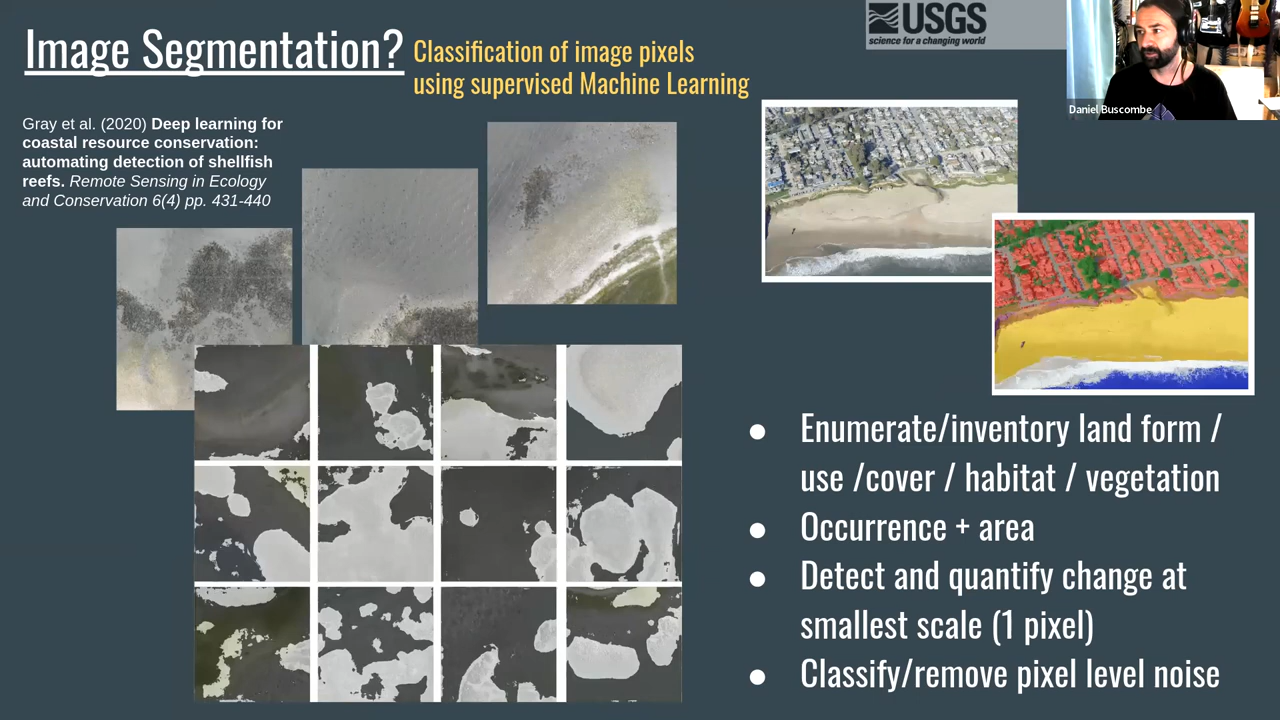 Image Segmentation?
Classification of image pixels
using supervised Machine Learning
USGS
science for a changing world
Daniel Buscombe
Gray et al. (2020) Deep learning for
coastal resource conservation:
automating detection of shellfish
reefs. Remote Sensing in Ecology
and Conservation 6(4) pp. 431-440
● Enumerate/inventory land form /
use /cover / habitat / vegetation
● Occurrence + area
● Detect and quantify change at
smallest scale (1 pixel)
● Classify/remove pixel level noise